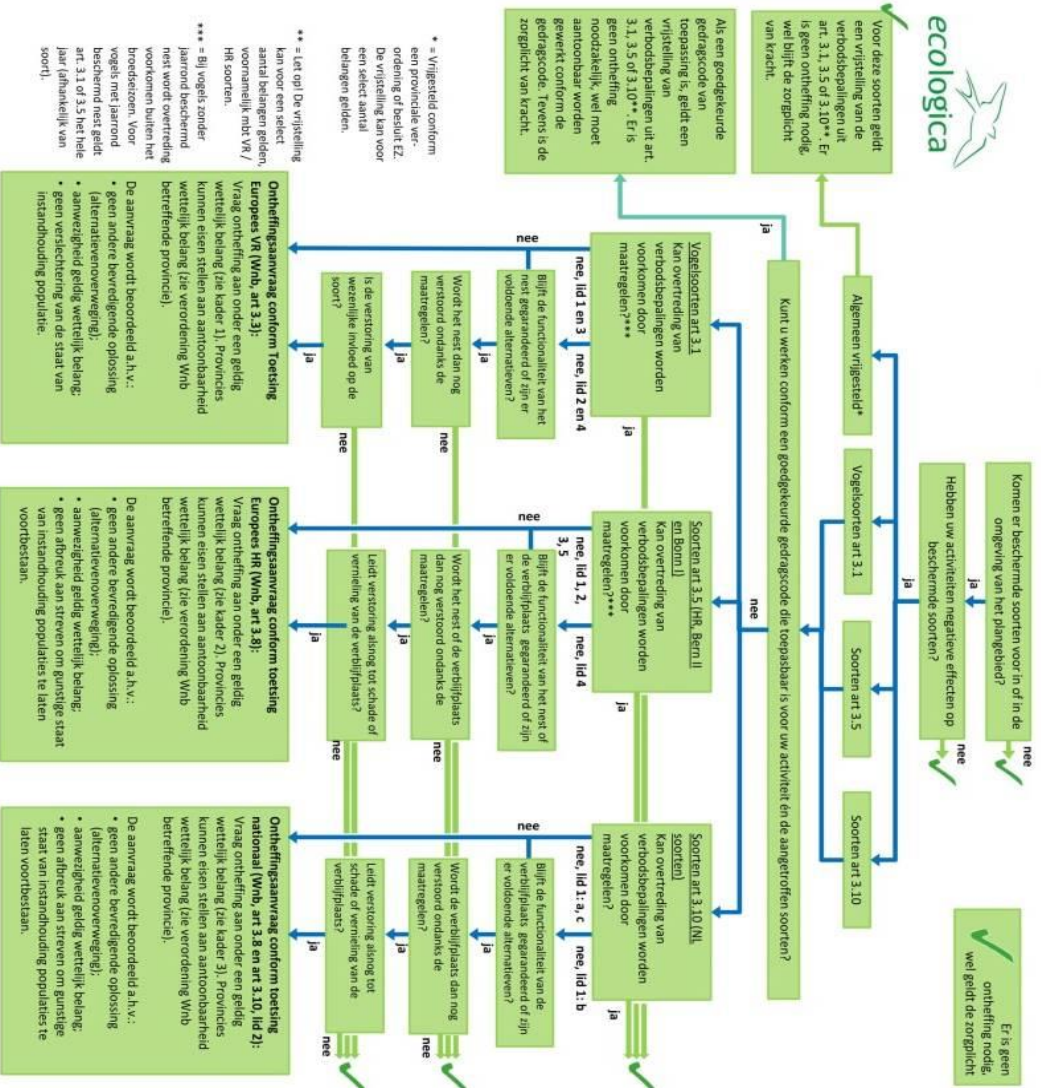 ecologica
Komen er beschermde soorten voor in of in de
omgeving van het plangebied?
nee
ja
Hebben uw activiteiten negatieve effecten op
beschermde soorten?
nee
ja
Er is geen
ontheffing nodig,
wel geldt de zorgplicht
Algemeen vrijgesteld*
Vogelsoorten art 3.1
Soorten art 3.5
Soorten art 3.10
Voor deze soorten geldt
een vrijstelling van de
verbodsbepalingen uit
art. 3.1, 3.5 of 3.10**. Er
is geen ontheffing nodig,
wel blijft de zorgplicht
van kracht.
Kunt u werken conform een goedgekeurde gedragscode die toepasbaar is voor uw activiteit én de aangetroffen soorten?
ja
nee
Als een goedgekeurde
gedragscode van
toepassing is, geldt een
vrijstelling van
verbodsbepalingen uit art.
3.1, 3.5 of 3.10**. Er is
geen ontheffing
noodzakelijk, wel moet
aantoonbaar worden
gewerkt conform de
gedragscode. Tevens is de
zorgplicht van kracht.
Vogelsoorten art 3.1
Kan overtreding van
verbodsbepalingen worden
voorkomen door
maatregelen?***
ja
nee, lid 1 en 3
nee, lid 2 en 4
nee
Blijft de functionaliteit van het
nest gegarandeerd of zijn er
voldoende alternatieven?
ja
Wordt het nest dan nog
verstoord ondanks de
maatregelen?
nee
ja
Is de verstoring van
wezenlijke invloed op de
soort?
nee
ja
Soorten art 3.5 (HR, Bern II
en Bonn I)
Kan overtreding van
verbodsbepalingen worden
voorkomen door
maatregelen?***
ja
nee, lid 1, 2,
3, 5
nee, lid 4
nee
Blijft de functionaliteit van het nest of
de verblijfplaats gegarandeerd of zijn
er voldoende alternatieven?
ja
Wordt het nest of de verblijfplaats
dan nog verstoord ondanks de
maatregelen?
nee
ja
Leidt verstoring alsnog tot schade of
vernieling van de verblijfplaats?
nee
ja
Soorten art 3.10 (NL
soorten)
Kan overtreding van
verbodsbepalingen worden
voorkomen door
maatregelen?
ja
nee, lid 1: a, c
nee, lid 1: b
nee
Blijft de functionaliteit van de
verblijfplaats gegarandeerd of zijn
er voldoende alternatieven?
ja
Wordt de verblijfplaats dan nog
verstoord ondanks de
maatregelen?
nee
ja
Leidt verstoring alsnog tot
schade of vernieling van de
verblijfplaats?
nee
ja
* = Vrijgesteld conform
een provinciale ver-
ordening of besluit EZ.
De vrijstelling kan voor
een select aantal
belangen gelden.
** = Let op! De vrijstelling
kan voor een select
aantal belangen gelden,
voornamelijk mbt VR /
HR soorten.
*** = Bij vogels zonder
jaarrond beschermd
nest wordt overtreding
voorkomen buiten het
broedseizoen. Voor
vogels met jaarrond
beschermd nest geldt
art. 3.1 of 3.5 het hele
jaar (afhankelijk van
soort).
Ontheffingsaanvraag conform Toetsing
Europees VR (Wnb, art 3.3):
Vraag ontheffing aan onder een geldig
wettelijk belang (zie kader 1). Provincies
kunnen eisen stellen aan aantoonbaarheid
wettelijk belang (zie verordening Wnb
betreffende provincie).
De aanvraag wordt beoordeeld a.h.v.:
• geen andere bevredigende oplossing
(alternatievenoverweging);
• aanwezigheid geldig wettelijk belang;
• geen verslechtering van de staat van
instandhouding populatie.
Ontheffingsaanvraag conform toetsing
Europees HR (Wnb, art 3.8):
Vraag ontheffing aan onder een geldig
wettelijk belang (zie kader 2). Provincies
kunnen eisen stellen aan aantoonbaarheid
wettelijk belang (zie verordening Wnb
betreffende provincie).
De aanvraag wordt beoordeeld a.h.v.:
• geen andere bevredigende oplossing
(alternatievenoverweging);
• aanwezigheid geldig wettelijk belang;
• geen afbreuk aan streven om gunstige staat
van instandhouding populaties te laten
voortbestaan.
Ontheffingsaanvraag conform toetsing
nationaal (Wnb, art 3.8 en art 3.10, lid 2):
Vraag ontheffing aan onder een geldig
wettelijk belang (zie kader 3). Provincies
kunnen eisen stellen aan aantoonbaarheid
wettelijk belang (zie verordening Wnb
betreffende provincie).
De aanvraag wordt beoordeeld a.h.v.:
• geen andere bevredigende oplossing
(alternatievenoverweging);
• aanwezigheid geldig wettelijk belang;
• geen afbreuk aan streven om gunstige
staat van instandhouding populaties te
laten voortbestaan.